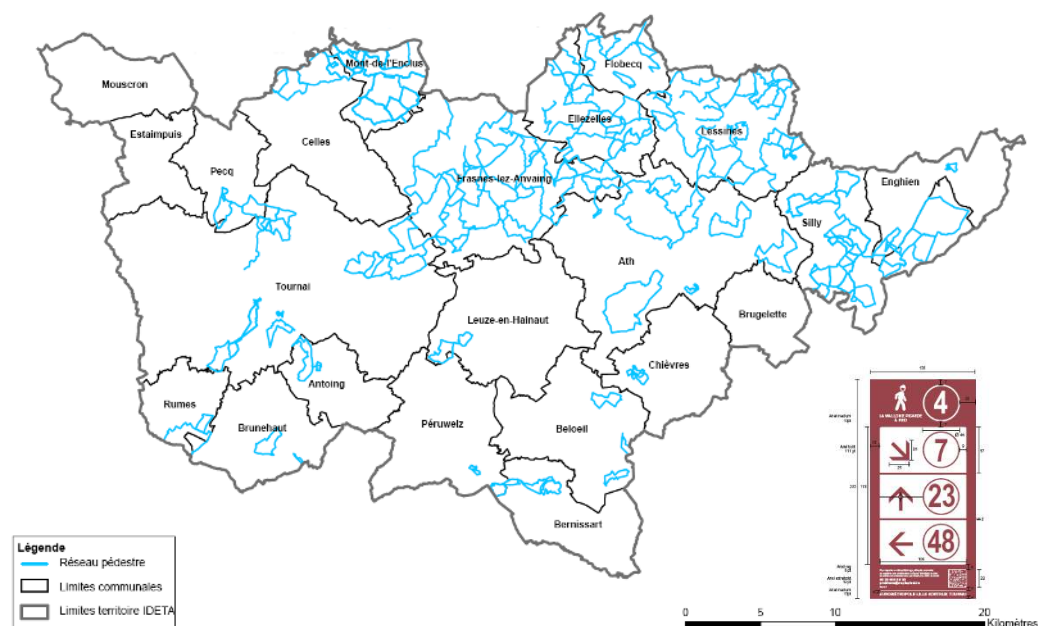 Mouscron
Mont-de-l'Enclus
Flobecq
Estaimpuis
Ellezelles
Lessines
Celles
Pecq
Frasnes-lez-Anvaing
Enghien
Silly
Ath
Tournai
Leuze-en-Hainaut
Brugelette
Chièvres
Antoing
Rumes
Péruwelz
Beloeil
Brunehaut
Bernissart
4
7
23
48
Légende
Réseau pédestre
Limites communales
Limites territoire IDETA
0 5 10 20
Kilomètres